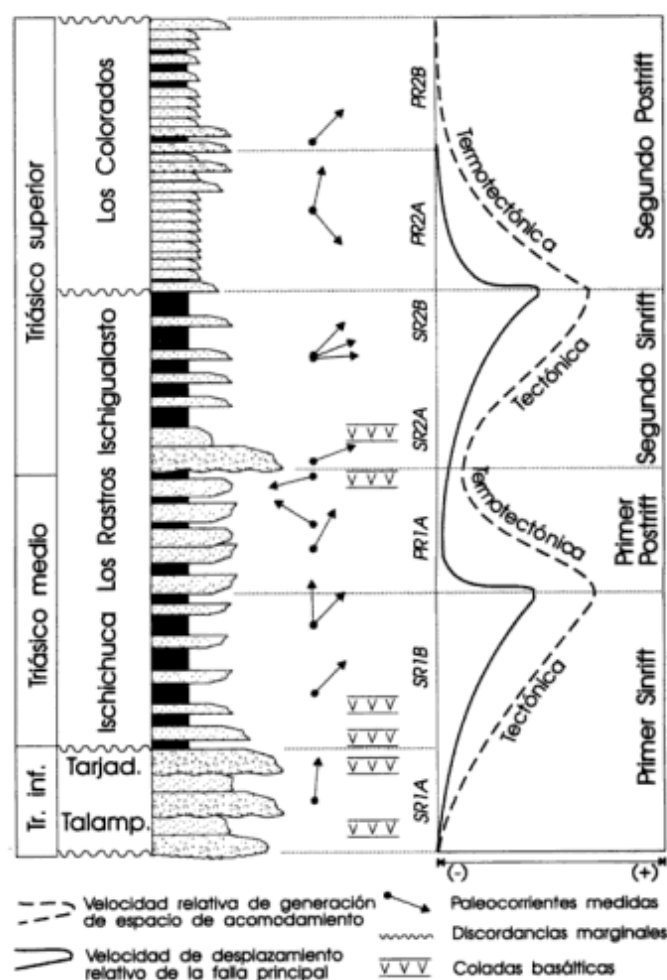 Triásico superior
Triásico medio
Tr. inf.
Los Colorados
Ischigualasto
Los Rastros
Ischichuca
Tarjad.
Talamp.
PR2B
PR2A
SR2B
SR2A
PR1A
SR1B
SR1A
V V V
V V V
V V V
V V V
V V V
V V V
Termotectónica
Tectónica
Termotectónica
Tectónica
Segundo Postrift
Segundo Sinrift
Primer
Postrift
Primer Sinrift
(-) (+)
Velocidad relativa de generación
de espacio de acomodamiento
Velocidad de desplazamiento
relativo de la falla principal
Paleocorrientes medidas
Discordancias marginales
V V V Coladas basálticas